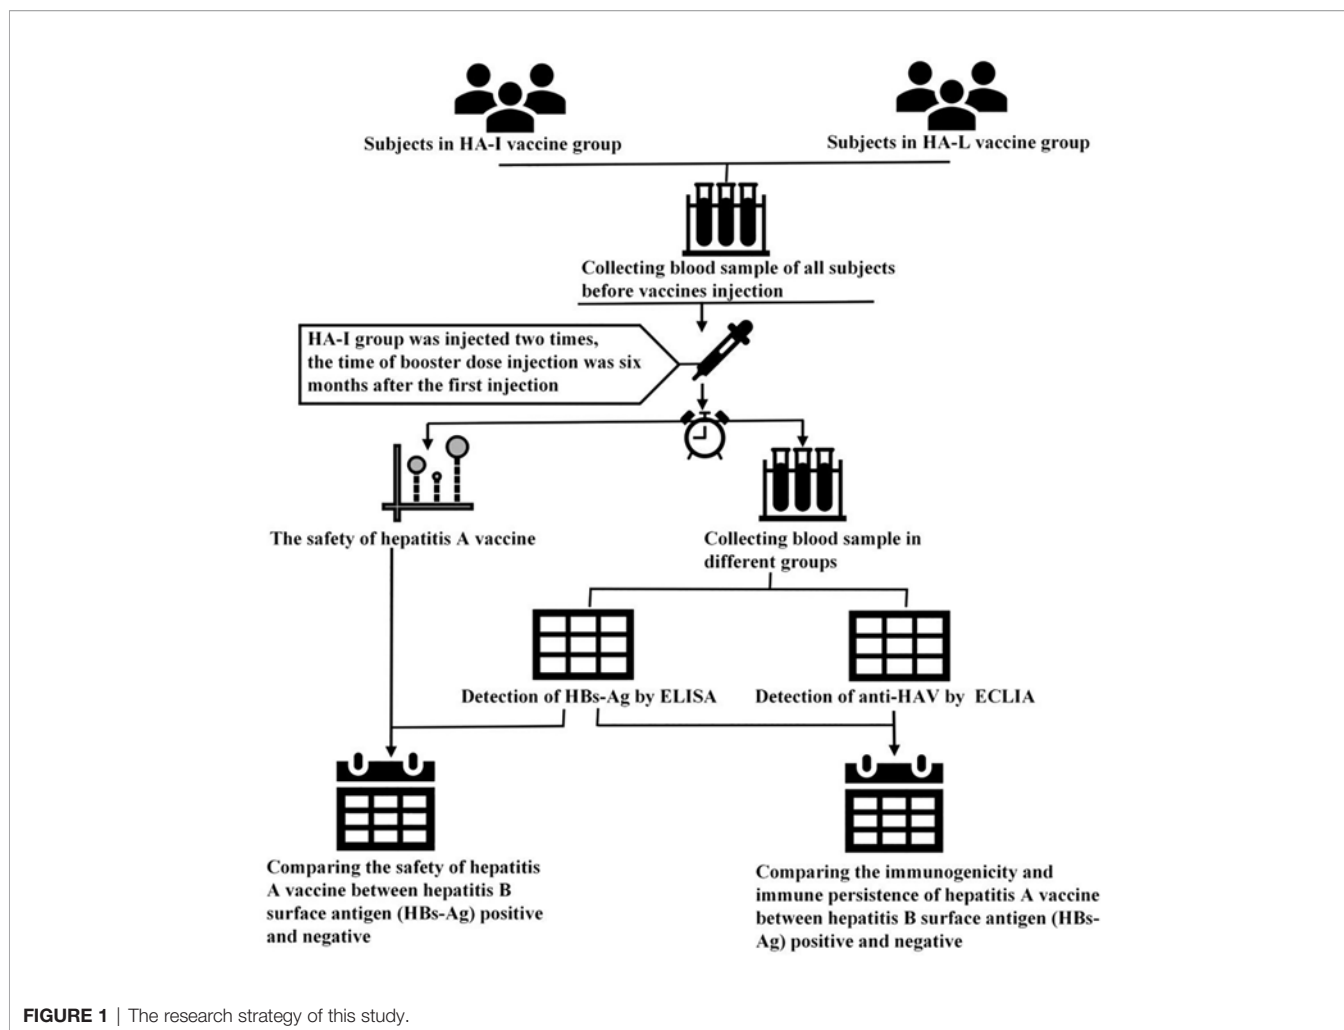 Subjects in HA-I vaccine group
Subjects in HA-L vaccine group
Collecting blood sample of all subjects
before vaccines injection
HA-I group was injected two times,
the time of booster dose injection was six
months after the first injection
The safety of hepatitis A vaccine
Collecting blood sample in
different groups
Detection of HBs-Ag by ELISA
Detection of anti-HAV by ECLIA
Comparing the safety of hepatitis
A vaccine between hepatitis B
surface antigen (HBs-Ag) positive
and negative
Comparing the immunogenicity and
immune persistence of hepatitis A vaccine
between hepatitis B surface antigen (HBs-
Ag) positive and negative
FIGURE 1 | The research strategy of this study.